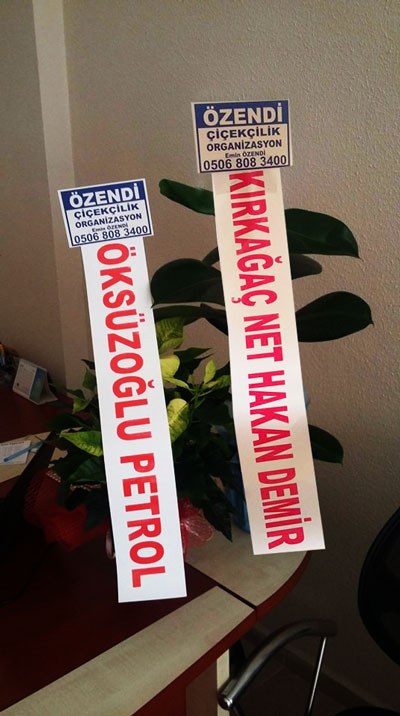 ÖZENDİ
ÇİÇEKÇİLİK
ORGANİZASYON
Emin ÖZENDİ
0506 808 3400
ÖKSÜZOĞLU PETROL
ÖZENDİ
ÇİÇEKÇİLİK
ORGANİZASYON
Emin ÖZENDİ
0506 808 3400
KIRKAĞAÇ NET HAKAN DEMİR